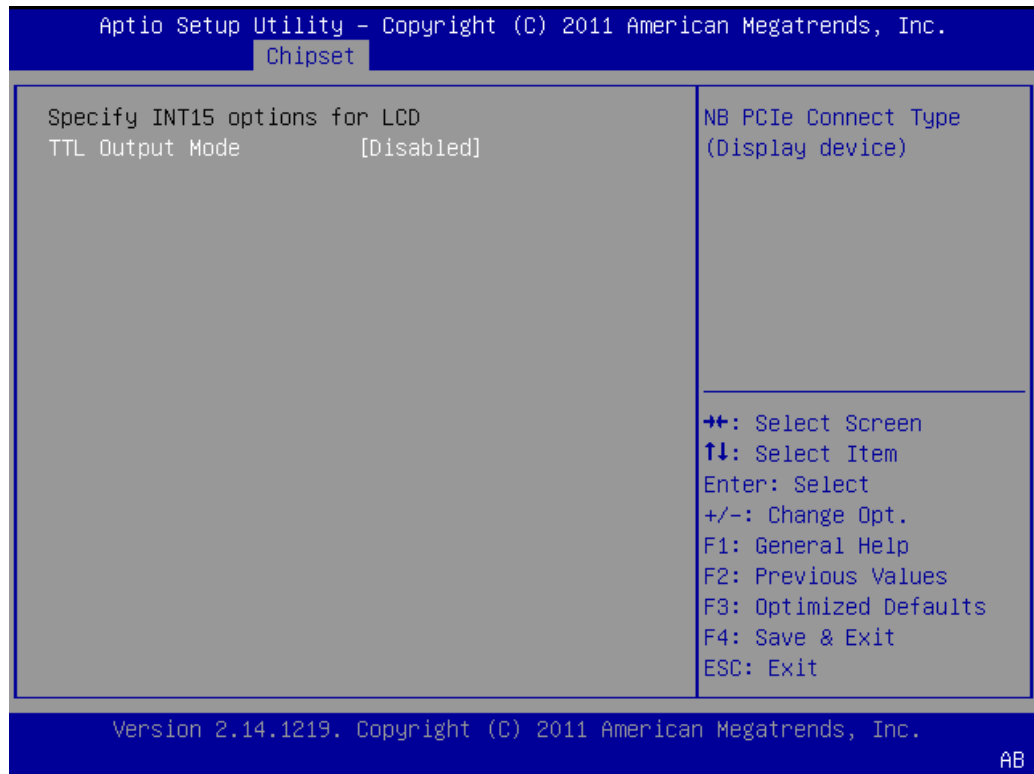 Aptio Setup Utility – Copyright (C) 2011 American Megatrends, Inc.
Chipset
Specify INT15 options for LCD
TTL Output Mode [Disabled]
NB PCIe Connect Type
(Display device)
→←: Select Screen
↑↓: Select Item
Enter: Select
+/-: Change Opt.
F1: General Help
F2: Previous Values
F3: Optimized Defaults
F4: Save & Exit
ESC: Exit
Version 2.14.1219. Copyright (C) 2011 American Megatrends, Inc.
AB